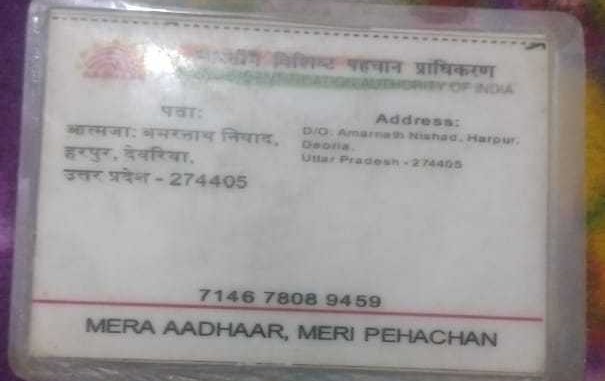 भारतीय विशिष्ट पहचान प्राधिकरण
IDENTIFICATION AUTHORITY OF INDIA
पता:
आत्मजा: अमरनाथ निषाद,
हरपुर, देवरिया,
उत्तर प्रदेश - 274405
Address:
D/O: Amarnath Nishad, Harpur,
Deoria,
Uttar Pradesh - 274405
7146 7808 9459
MERA AADHAAR, MERI PEHACHAN